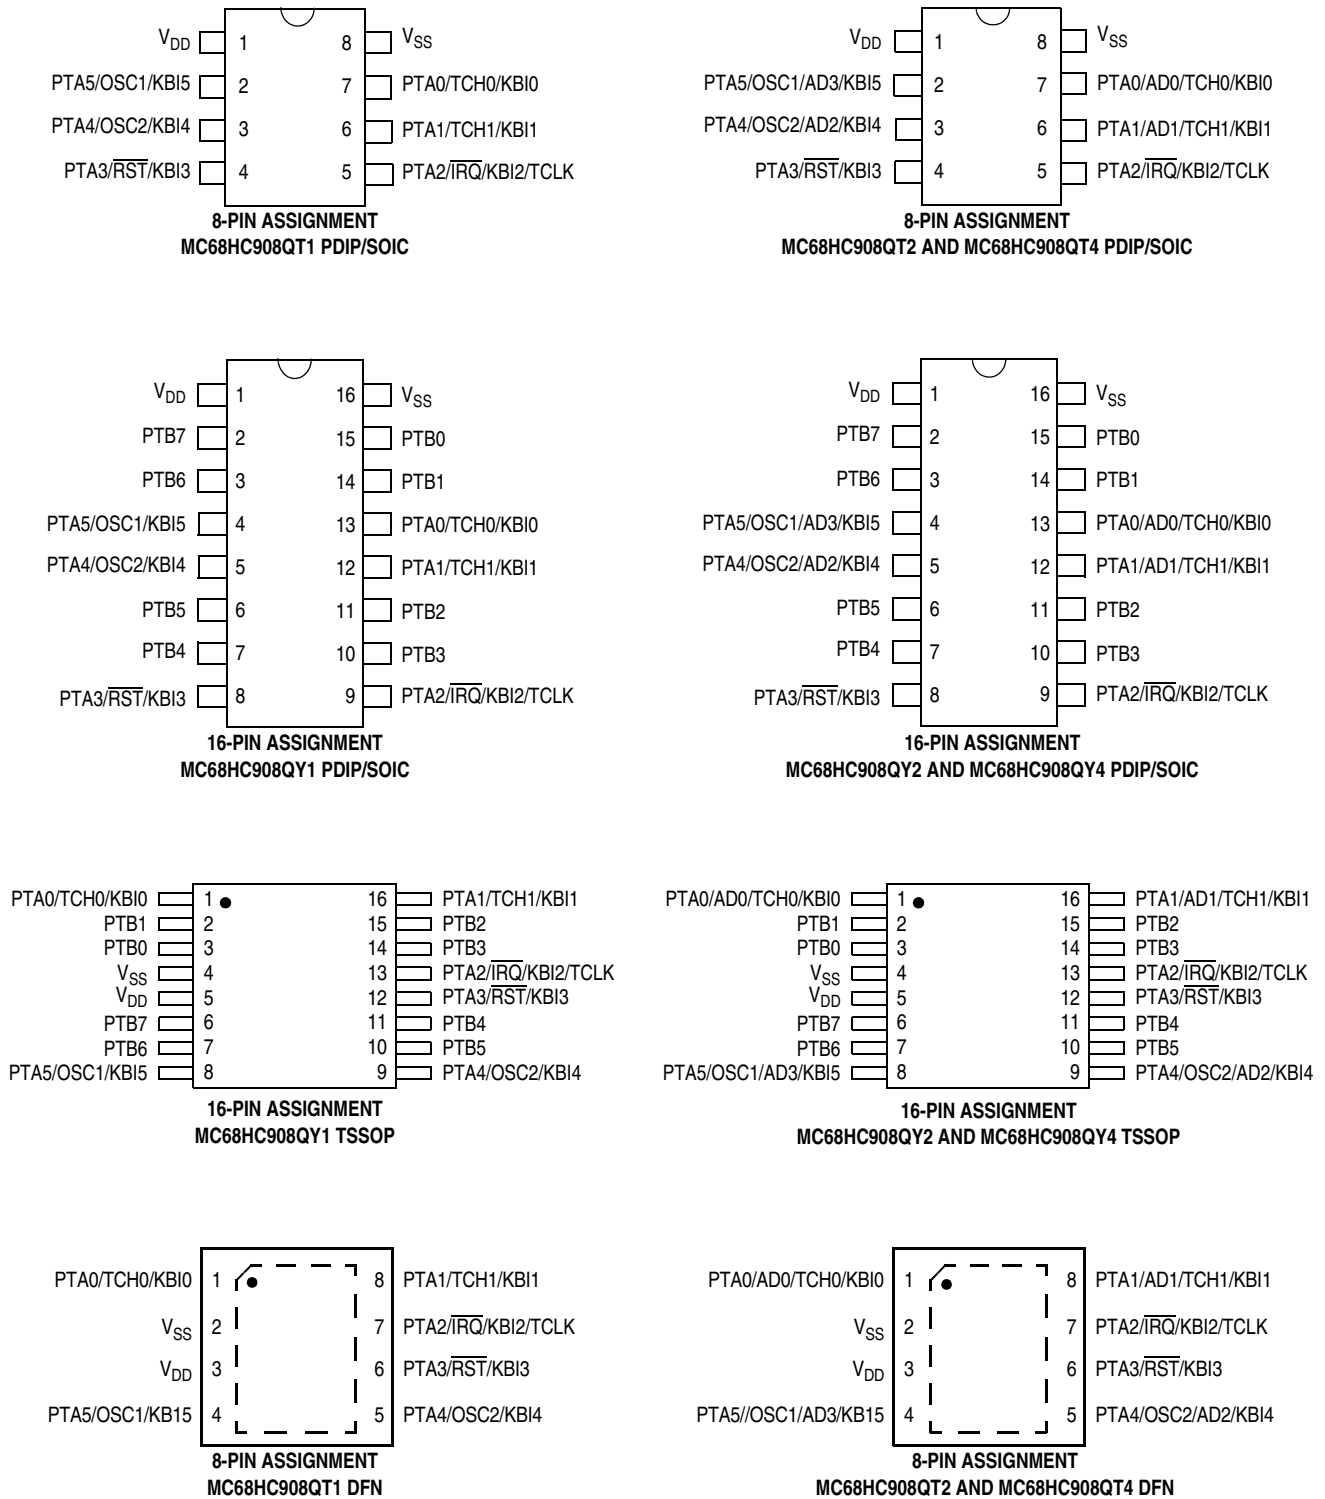 VDD 1 8 VSS
PTA5/OSC1/KBI5 2 7 PTA0/TCH0/KBI0
PTA4/OSC2/KBI4 3 6 PTA1/TCH1/KBI1
PTA3/R̅S̅T̅/KBI3 4 5 PTA2/I̅R̅Q̅/KBI2/TCLK
8-PIN ASSIGNMENT
MC68HC908QT1 PDIP/SOIC
VDD 1 8 VSS
PTA5/OSC1/AD3/KBI5 2 7 PTA0/AD0/TCH0/KBI0
PTA4/OSC2/AD2/KBI4 3 6 PTA1/AD1/TCH1/KBI1
PTA3/R̅S̅T̅/KBI3 4 5 PTA2/I̅R̅Q̅/KBI2/TCLK
8-PIN ASSIGNMENT
MC68HC908QT2 AND MC68HC908QT4 PDIP/SOIC
VDD 1 16 VSS
PTB7 2 15 PTB0
PTB6 3 14 PTB1
PTA5/OSC1/KBI5 4 13 PTA0/TCH0/KBI0
PTA4/OSC2/KBI4 5 12 PTA1/TCH1/KBI1
PTB5 6 11 PTB2
PTB4 7 10 PTB3
PTA3/R̅S̅T̅/KBI3 8 9 PTA2/I̅R̅Q̅/KBI2/TCLK
16-PIN ASSIGNMENT
MC68HC908QY1 PDIP/SOIC
VDD 1 16 VSS
PTB7 2 15 PTB0
PTB6 3 14 PTB1
PTA5/OSC1/AD3/KBI5 4 13 PTA0/AD0/TCH0/KBI0
PTA4/OSC2/AD2/KBI4 5 12 PTA1/AD1/TCH1/KBI1
PTB5 6 11 PTB2
PTB4 7 10 PTB3
PTA3/R̅S̅T̅/KBI3 8 9 PTA2/I̅R̅Q̅/KBI2/TCLK
16-PIN ASSIGNMENT
MC68HC908QY2 AND MC68HC908QY4 PDIP/SOIC
PTA0/TCH0/KBI0 1 16 PTA1/TCH1/KBI1
PTB1 2 15 PTB2
PTB0 3 14 PTB3
VSS 4 13 PTA2/I̅R̅Q̅/KBI2/TCLK
VDD 5 12 PTA3/R̅S̅T̅/KBI3
PTB7 6 11 PTB4
PTB6 7 10 PTB5
PTA5/OSC1/KBI5 8 9 PTA4/OSC2/KBI4
16-PIN ASSIGNMENT
MC68HC908QY1 TSSOP
PTA0/AD0/TCH0/KBI0 1 16 PTA1/AD1/TCH1/KBI1
PTB1 2 15 PTB2
PTB0 3 14 PTB3
VSS 4 13 PTA2/I̅R̅Q̅/KBI2/TCLK
VDD 5 12 PTA3/R̅S̅T̅/KBI3
PTB7 6 11 PTB4
PTB6 7 10 PTB5
PTA5/OSC1/AD3/KBI5 8 9 PTA4/OSC2/AD2/KBI4
16-PIN ASSIGNMENT
MC68HC908QY2 AND MC68HC908QY4 TSSOP
PTA0/TCH0/KBI0 1 8 PTA1/TCH1/KBI1
VSS 2 7 PTA2/I̅R̅Q̅/KBI2/TCLK
VDD 3 6 PTA3/R̅S̅T̅/KBI3
PTA5/OSC1/KB15 4 5 PTA4/OSC2/KBI4
8-PIN ASSIGNMENT
MC68HC908QT1 DFN
PTA0/AD0/TCH0/KBI0 1 8 PTA1/AD1/TCH1/KBI1
VSS 2 7 PTA2/I̅R̅Q̅/KBI2/TCLK
VDD 3 6 PTA3/R̅S̅T̅/KBI3
PTA5//OSC1/AD3/KB15 4 5 PTA4/OSC2/AD2/KBI4
8-PIN ASSIGNMENT
MC68HC908QT2 AND MC68HC908QT4 DFN